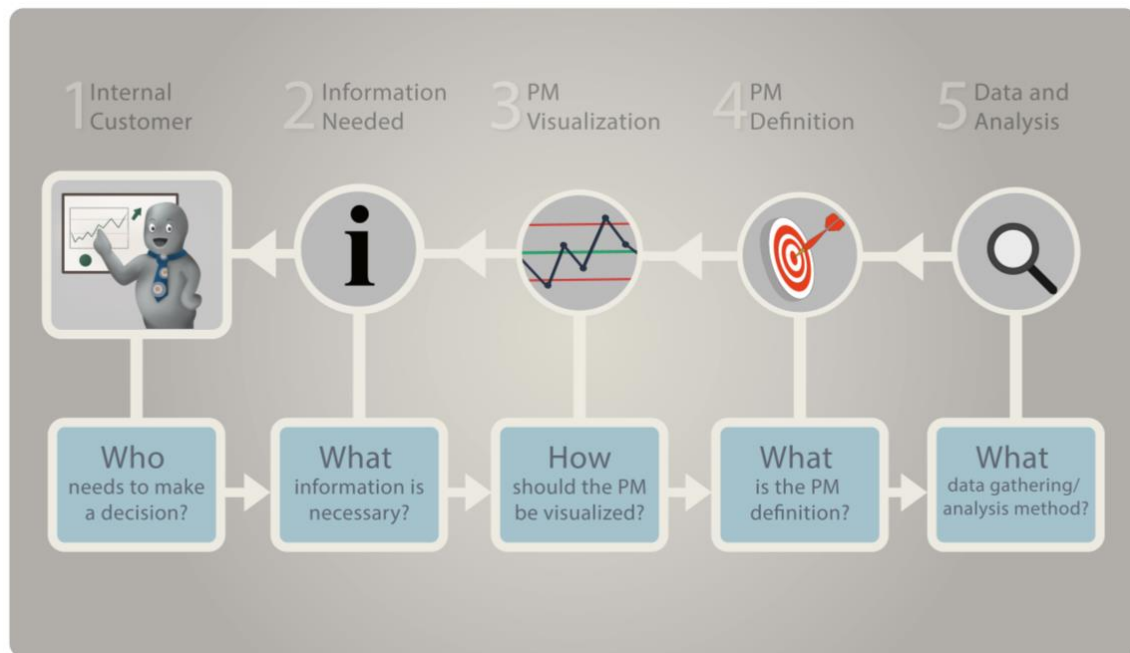 1 Internal
Customer
2 Information
Needed
3 PM
Visualization
4 PM
Definition
5 Data and
Analysis
i
Who
needs to make
a decision?
What
information is
necessary?
How
should the PM
be visualized?
What
is the PM
definition?
What
data gathering/
analysis method?